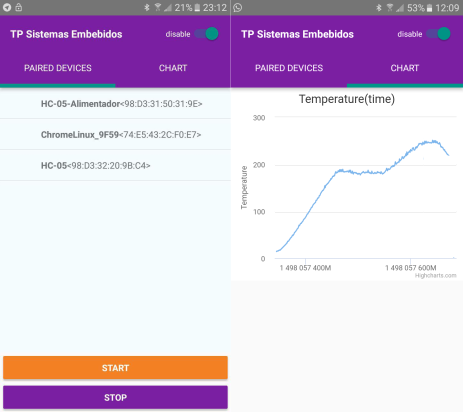 21% 23:12
TP Sistemas Embebidos
disable
PAIRED DEVICES
CHART
HC-05-Alimentador<98:D3:31:50:31:9E>
ChromeLinux_9F59<74:E5:43:2C:F0:E7>
HC-05<98:D3:32:20:9B:C4>
START
STOP
53% 12:09
TP Sistemas Embebidos
disable
PAIRED DEVICES
CHART
Temperature(time)
Temperature
300
200
100
0
1 498 057 400M
1 498 057 600M
Highcharts.com